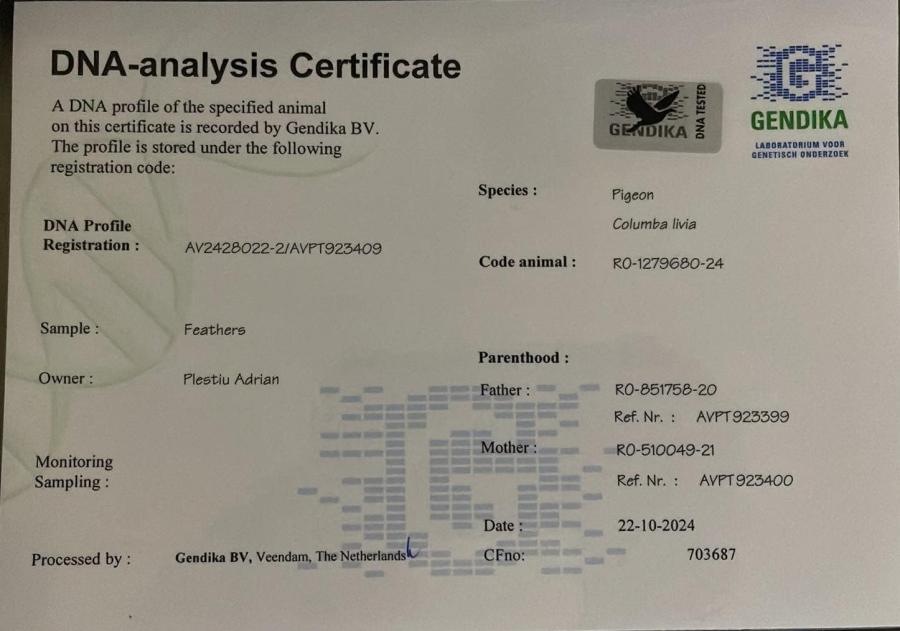 DNA-analysis Certificate
A DNA profile of the specified animal
on this certificate is recorded by Gendika BV.
The profile is stored under the following
registration code:
GENDIKA
DNA TESTED
GENDIKA
LABORATORIUM VOOR
GENETISCH ONDERZOEK
DNA Profile
Registration : AV2428022-2/AVPT923409
Sample : Feathers
Owner : Plestiu Adrian
Monitoring
Sampling :
Processed by : Gendika BV, Veendam, The Netherlands
Species : Pigeon
Columba livia
Code animal : RO-1279680-24
Parenthood :
Father : RO-851758-20
Ref. Nr. : AVPT923399
Mother : RO-510049-21
Ref. Nr. : AVPT923400
Date : 22-10-2024
CFno: 703687